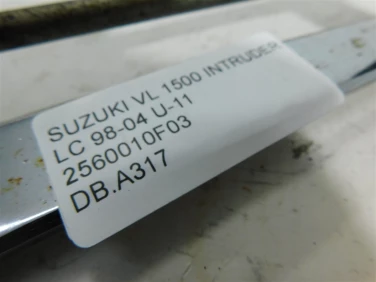 SUZUKI VL 1500 INTRUDER
LC 98-04 U-11
2560010F03
DB.A317